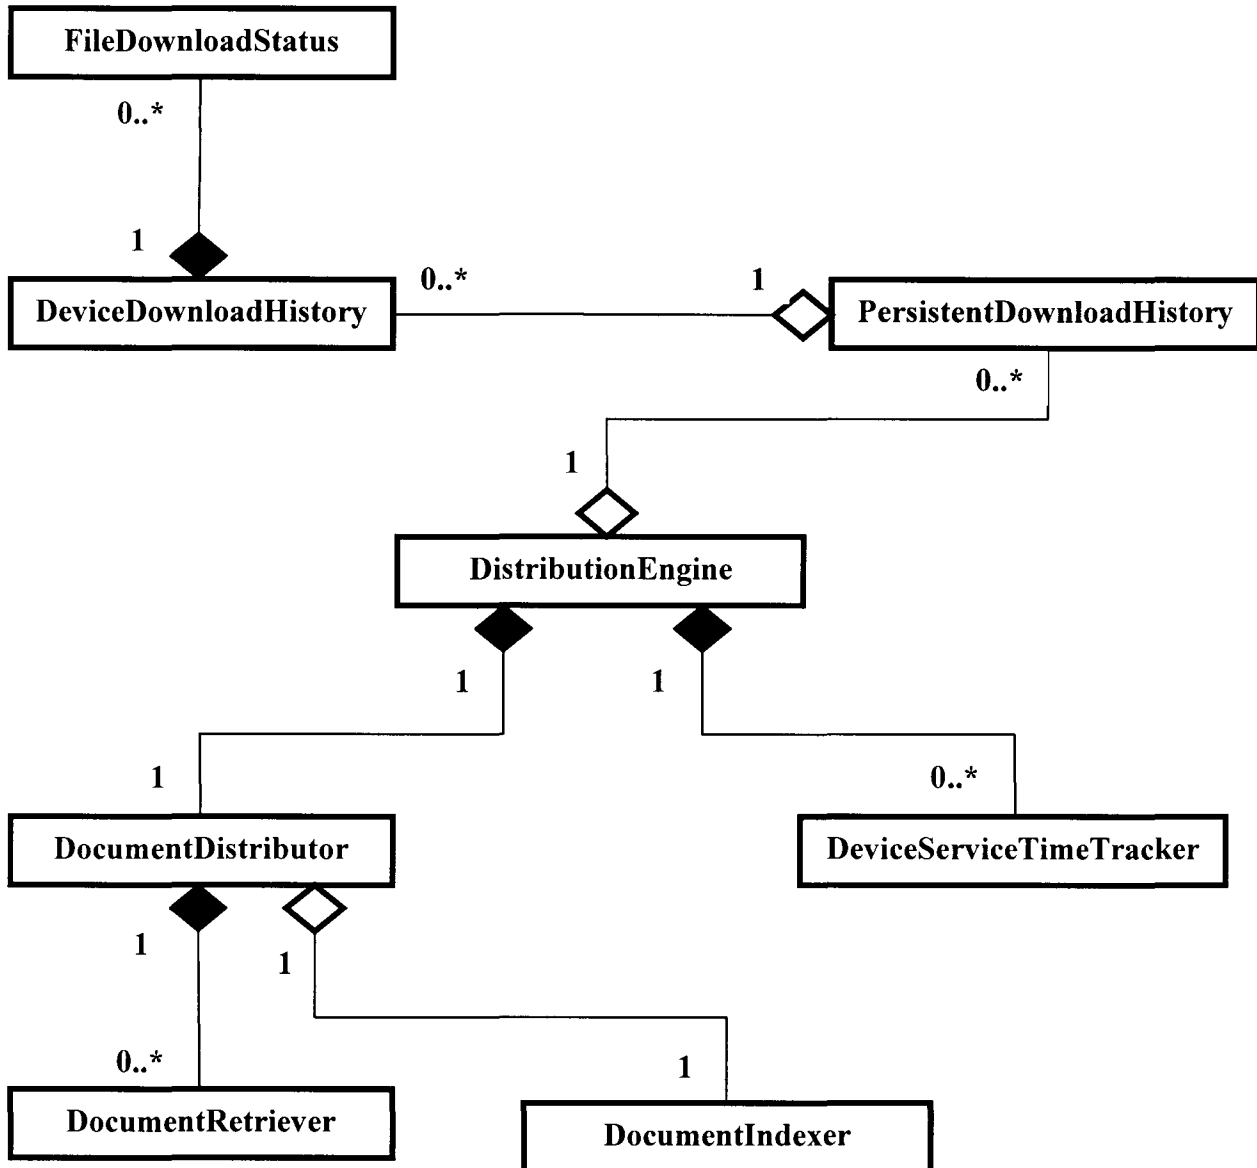 FileDownloadStatus
0..*
1
DeviceDownloadHistory
0..*
1
PersistentDownloadHistory
0..*
1
DistributionEngine
1
1
1
0..*
DocumentDistributor
DeviceServiceTimeTracker
1
1
0..*
1
DocumentRetriever
DocumentIndexer